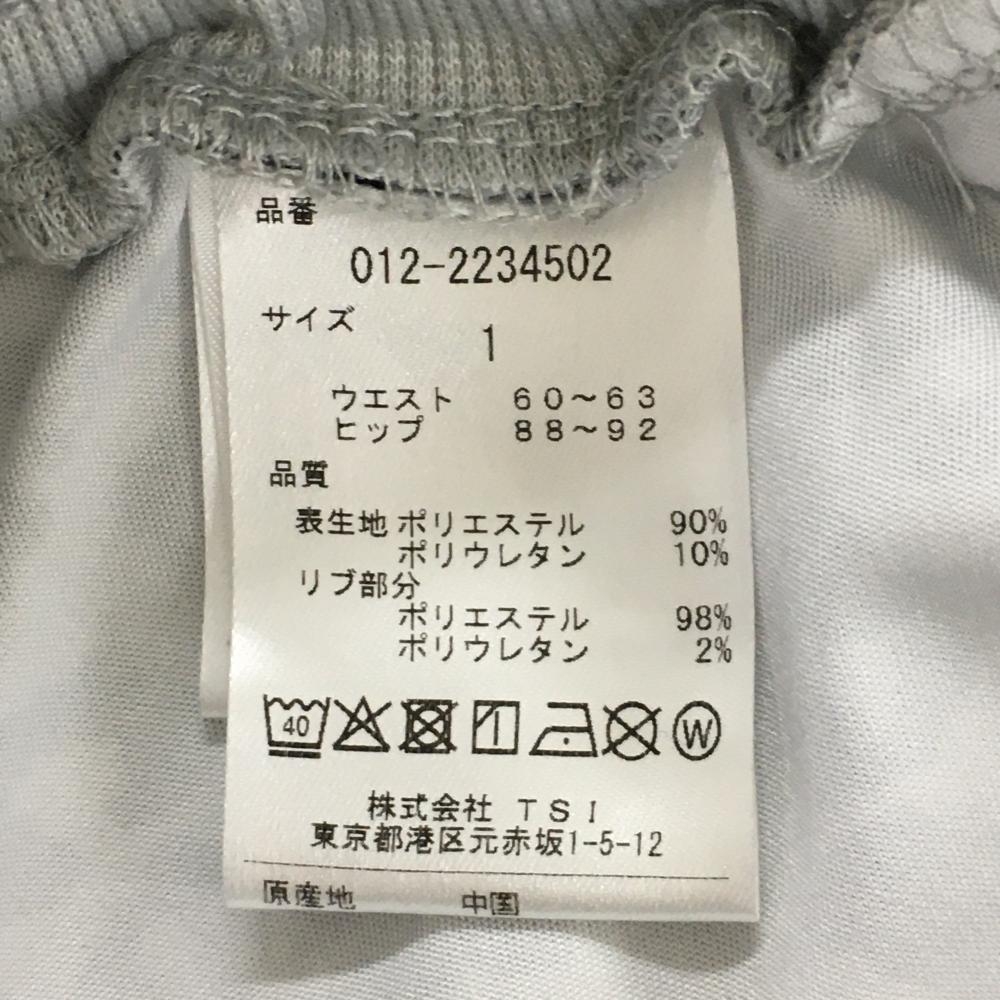 品番
012-2234502
サイズ
1
ウエスト 60～63
ヒップ 88～92
品質
表生地 ポリエステル 90%
ポリウレタン 10%
リブ部分
ポリエステル 98%
ポリウレタン 2%
40 W
株式会社 TSI
東京都港区元赤坂1-5-12
原産地 中国